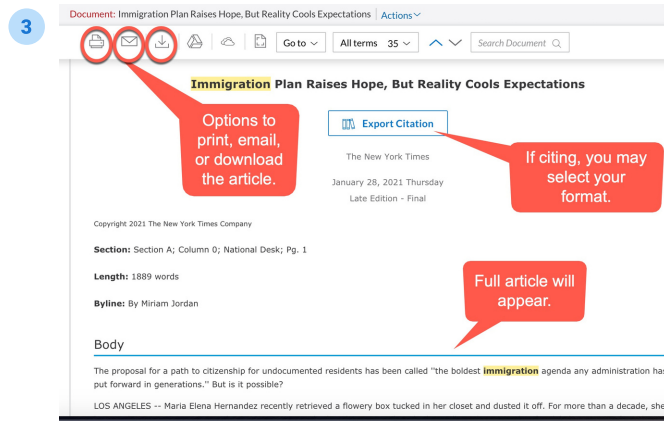 3
Document: Immigration Plan Raises Hope, But Reality Cools Expectations Actions
Go to All terms 35 Search Document
Immigration Plan Raises Hope, But Reality Cools Expectations
Options to
print, email,
or download
the article.
Export Citation
If citing, you may
select your
format.
The New York Times
January 28, 2021 Thursday
Late Edition - Final
Copyright 2021 The New York Times Company
Section: Section A; Column 0; National Desk; Pg. 1
Length: 1889 words
Full article will
appear.
Byline: By Miriam Jordan
Body
The proposal for a path to citizenship for undocumented residents has been called ''the boldest immigration agenda any administration has
put forward in generations.'' But is it possible?
LOS ANGELES -- Maria Elena Hernandez recently retrieved a flowery box tucked in her closet and dusted it off. For more than a decade, she